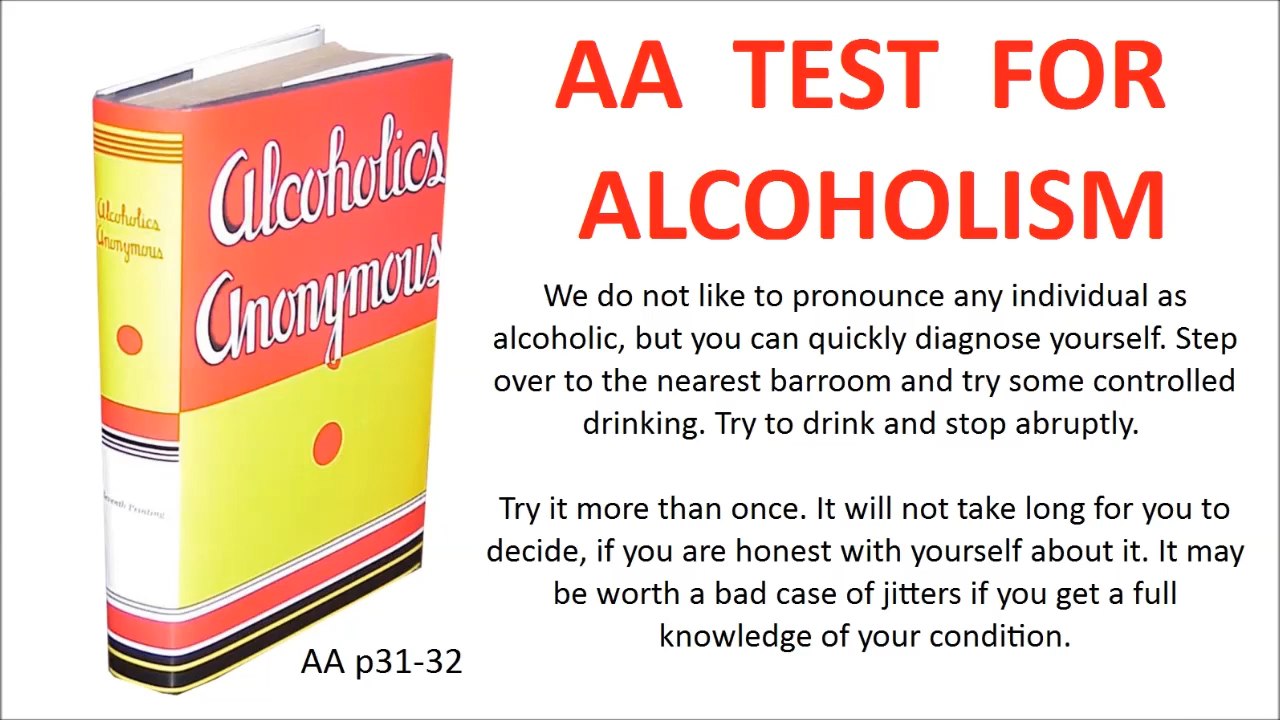 AA TEST FOR
ALCOHOLISM
We do not like to pronounce any individual as
alcoholic, but you can quickly diagnose yourself. Step
over to the nearest barroom and try some controlled
drinking. Try to drink and stop abruptly.
Try it more than once. It will not take long for you to
decide, if you are honest with yourself about it. It may
be worth a bad case of jitters if you get a full
knowledge of your condition.
Alcoholics
Anonymous
Alcoholics
Anonymous
Printing
AA p31-32